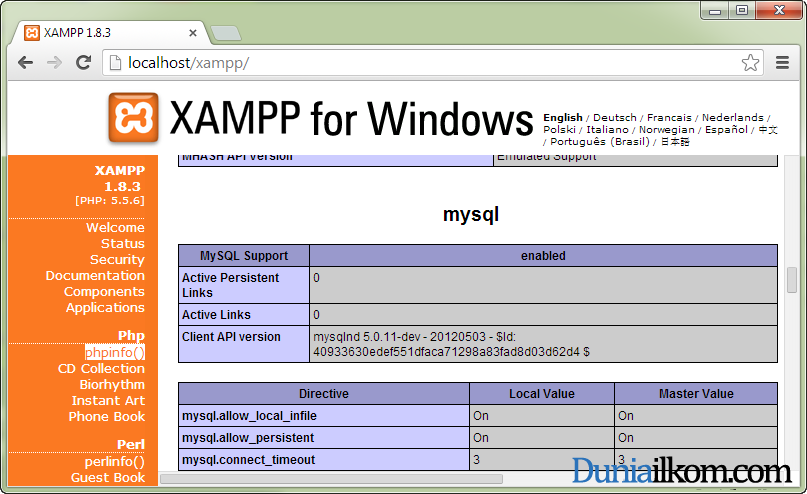 XAMPP 1.8.3
localhost/xampp/
XAMPP for Windows
English / Deutsch / Francais / Nederlands /
Polski / Italiano / Norwegian / Español / 中文
/ Português (Brasil) / 日本語
XAMPP
1.8.3
[PHP: 5.5.6]
Welcome
Status
Security
Documentation
Components
Applications
Php
phpinfo()
CD Collection
Biorhythm
Instant Art
Phone Book
Perl
perlinfo()
Guest Book
MHASH API Version Emulated Support
mysql
MySQL Support enabled
Active Persistent
Links 0
Active Links 0
Client API version mysqlnd 5.0.11-dev - 20120503 - $Id:
40933630edef551dfaca71298a83fad8d03d62d4 $
Directive Local Value Master Value
mysql.allow_local_infile On On
mysql.allow_persistent On On
mysql.connect_timeout 3 3
Duniailkom.com